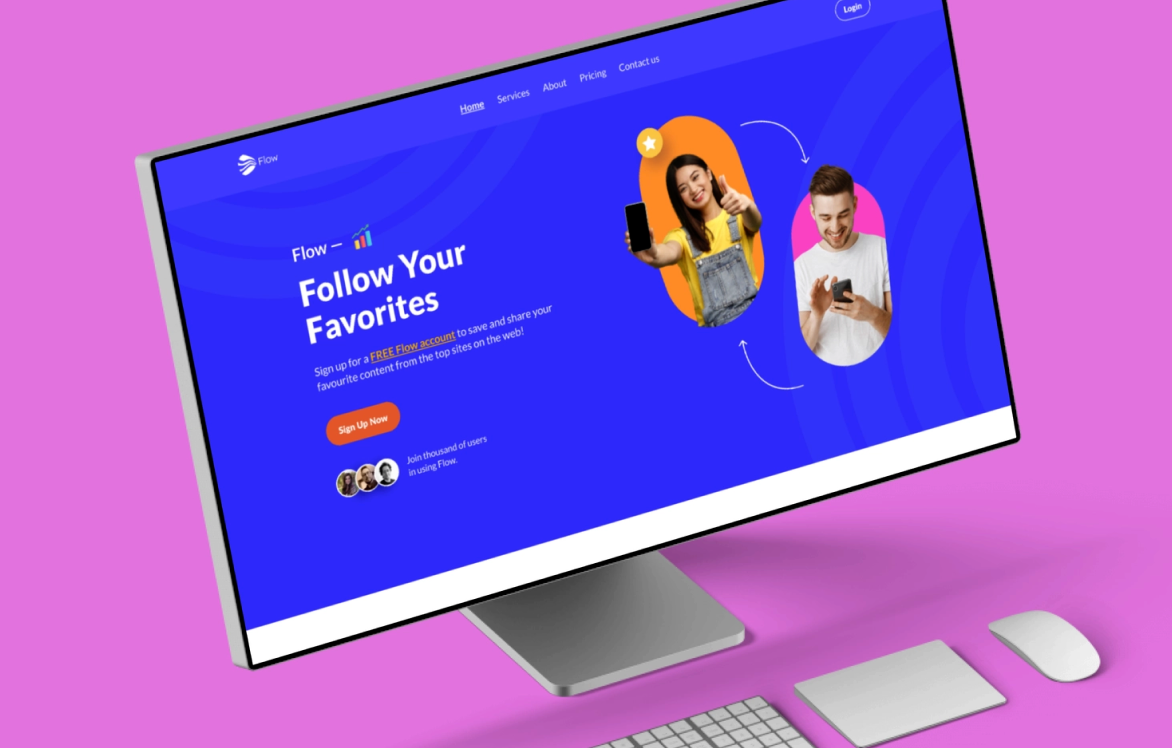 Login
Home Services About Pricing Contact us
Flow
Flow –
Follow Your
Favorites
Sign up for a FREE Flow account to save and share your
favourite content from the top sites on the web!
Sign Up Now
Join thousand of users
in using Flow.